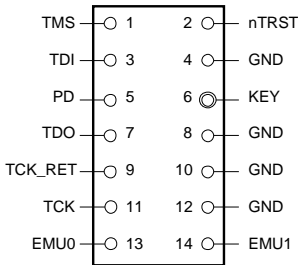 TMS 1 2 nTRST
TDI 3 4 GND
PD 5 6 KEY
TDO 7 8 GND
TCK_RET 9 10 GND
TCK 11 12 GND
EMU0 13 14 EMU1